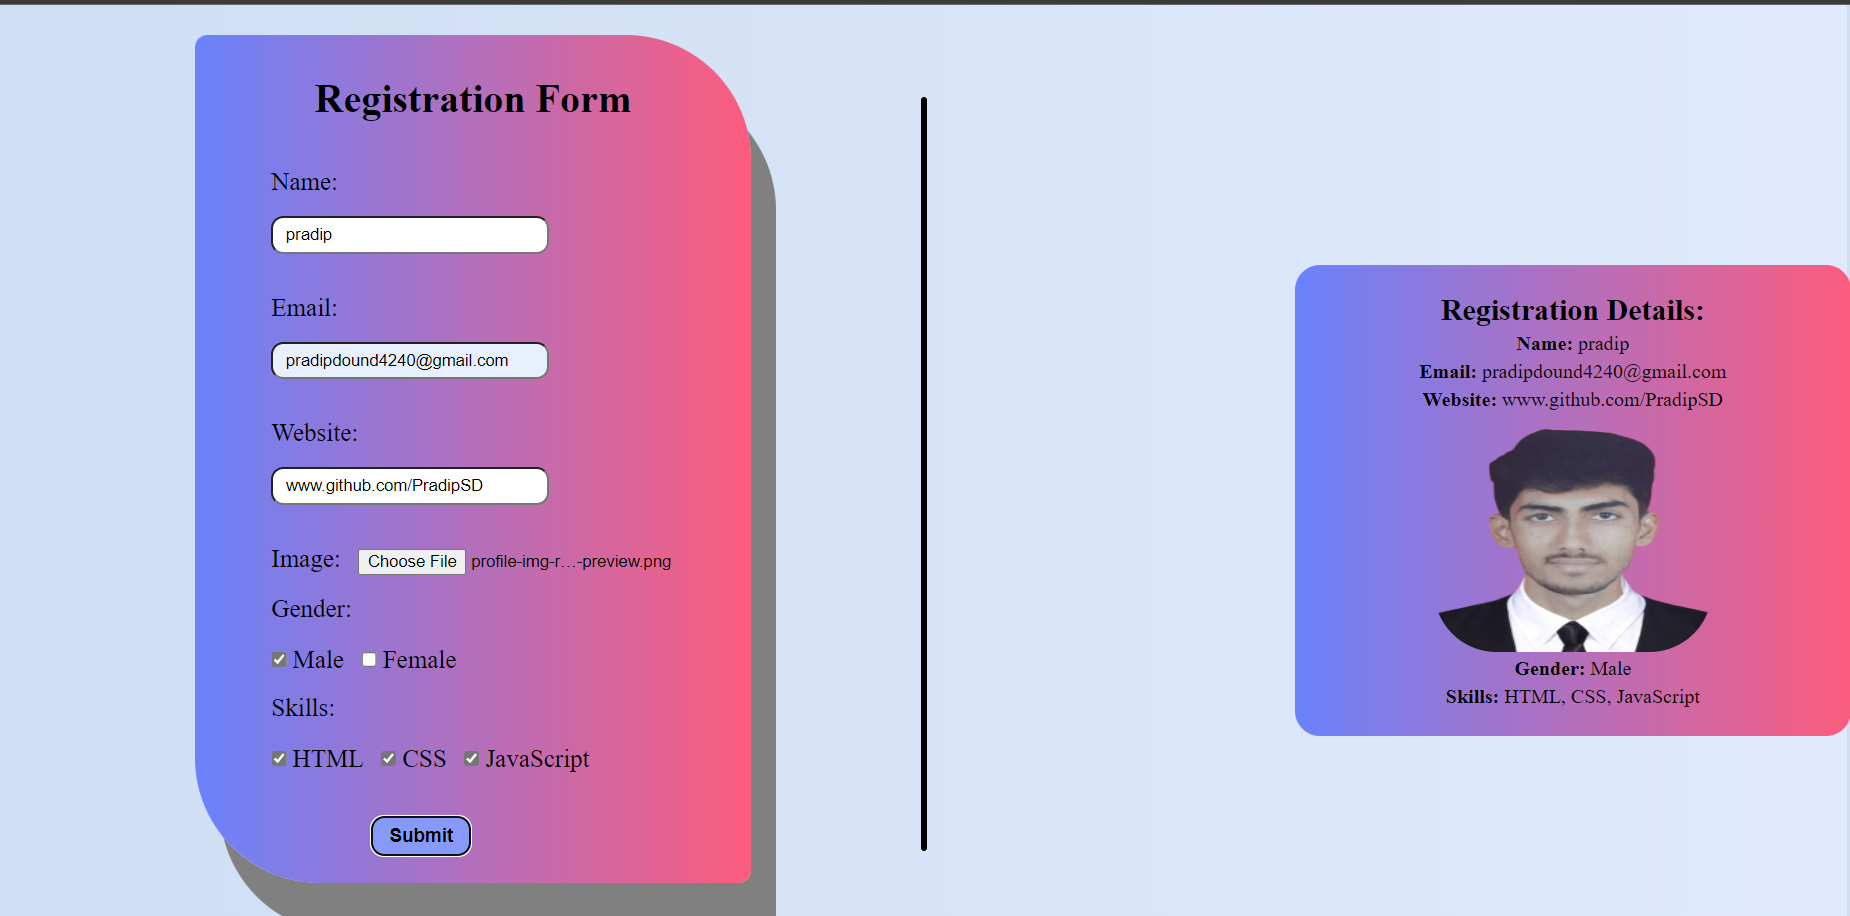 Registration Form
Name:
pradip
Email:
pradipdound4240@gmail.com
Website:
www.github.com/PradipSD
Image: Choose File profile-img-r...-preview.png
Gender:
Male Female
Skills:
HTML CSS JavaScript
Submit
Registration Details:
Name: pradip
Email: pradipdound4240@gmail.com
Website: www.github.com/PradipSD
Gender: Male
Skills: HTML, CSS, JavaScript